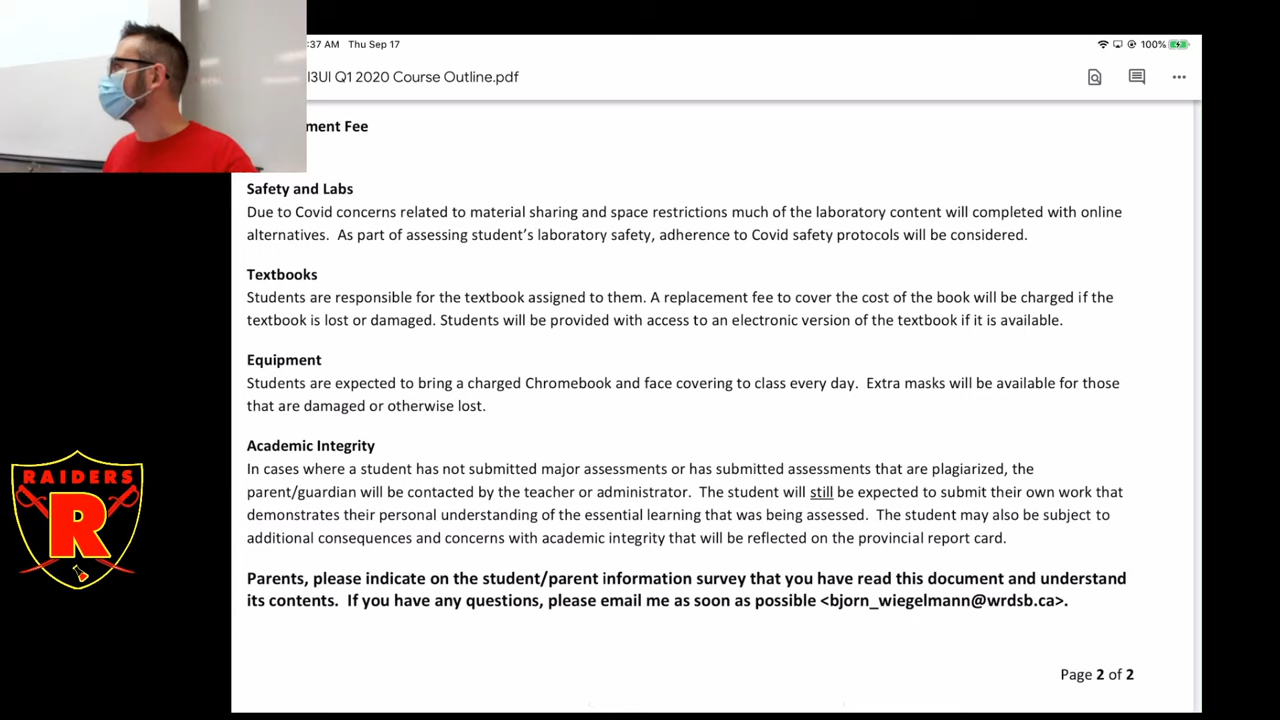 :37 AM Thu Sep 17
100%
I3UI Q1 2020 Course Outline.pdf
ment Fee
Safety and Labs
Due to Covid concerns related to material sharing and space restrictions much of the laboratory content will completed with online
alternatives. As part of assessing student's laboratory safety, adherence to Covid safety protocols will be considered.
Textbooks
Students are responsible for the textbook assigned to them. A replacement fee to cover the cost of the book will be charged if the
textbook is lost or damaged. Students will be provided with access to an electronic version of the textbook if it is available.
Equipment
Students are expected to bring a charged Chromebook and face covering to class every day. Extra masks will be available for those
that are damaged or otherwise lost.
Academic Integrity
In cases where a student has not submitted major assessments or has submitted assessments that are plagiarized, the
parent/guardian will be contacted by the teacher or administrator. The student will still be expected to submit their own work that
demonstrates their personal understanding of the essential learning that was being assessed. The student may also be subject to
additional consequences and concerns with academic integrity that will be reflected on the provincial report card.
Parents, please indicate on the student/parent information survey that you have read this document and understand
its contents. If you have any questions, please email me as soon as possible <bjorn_wiegelmann@wrdsb.ca>.
Page 2 of 2
RAIDERS
R